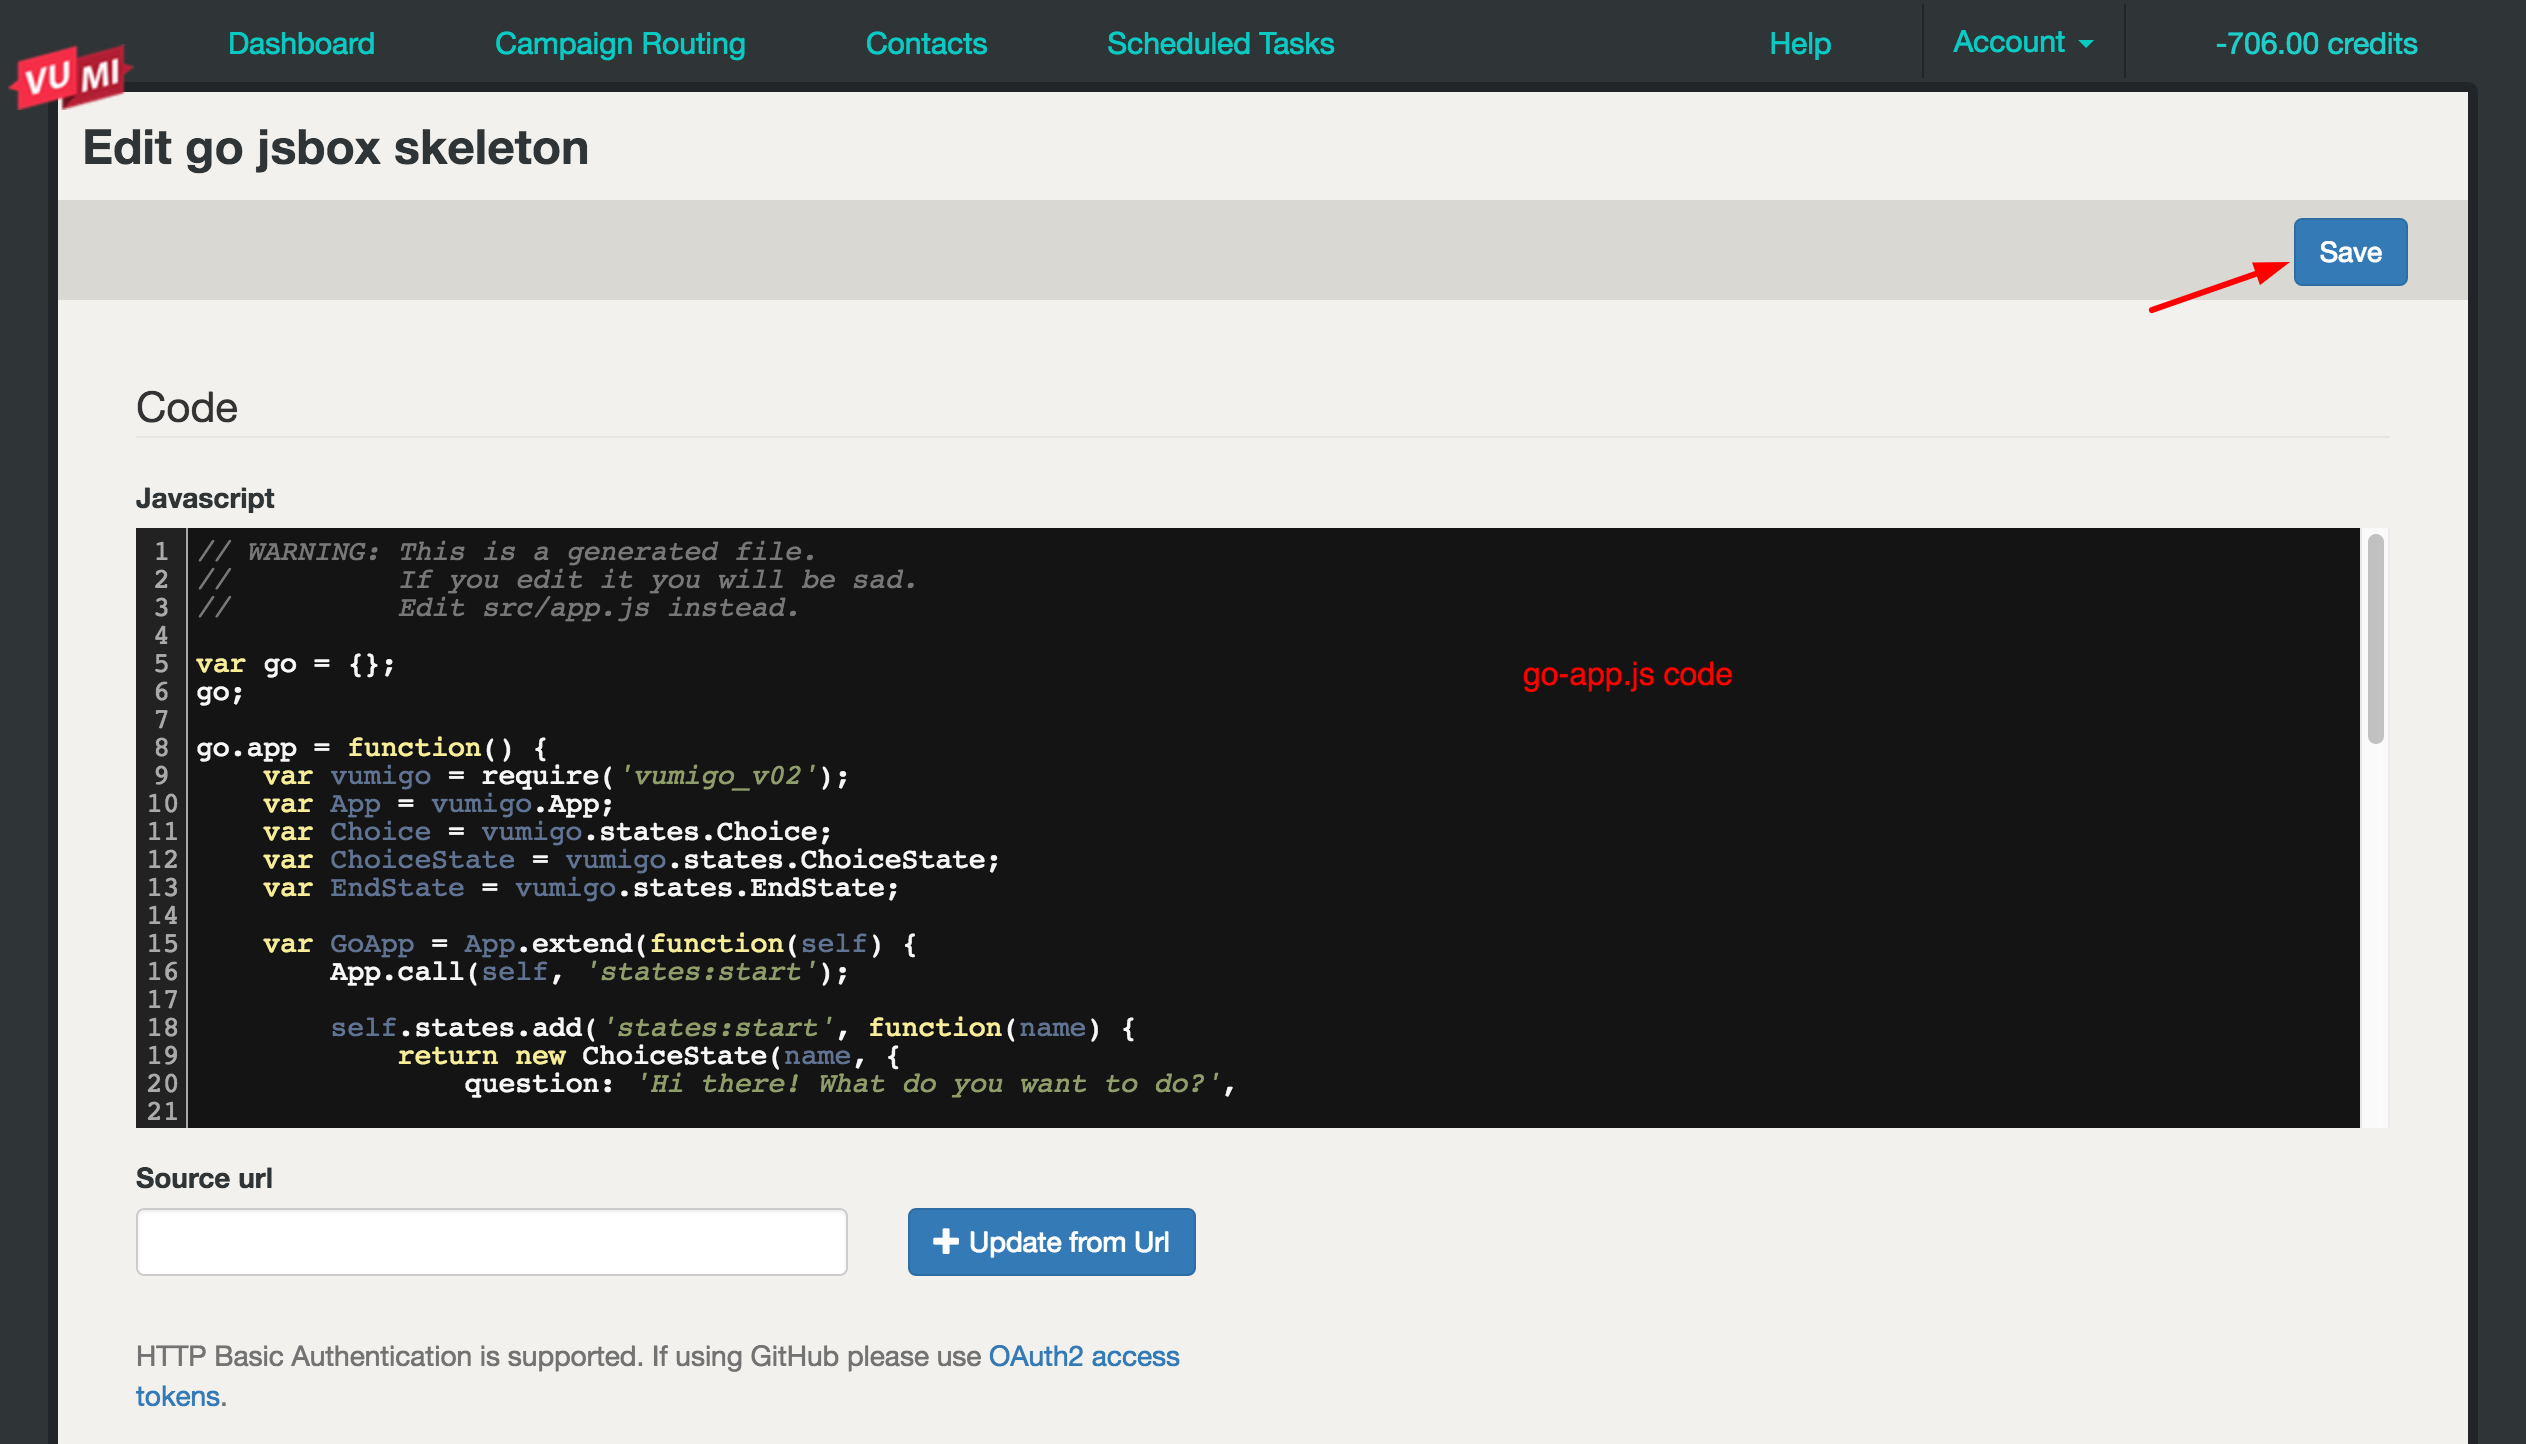 VUMI
Dashboard Campaign Routing Contacts Scheduled Tasks Help Account -706.00 credits
Edit go jsbox skeleton
Save
Code
Javascript
1 // WARNING: This is a generated file.
2 //          If you edit it you will be sad.
3 //          Edit src/app.js instead.
4
5 var go = {};
6 go;
7
8 go.app = function() {
9     var vumigo = require('vumigo_v02');
10     var App = vumigo.App;
11     var Choice = vumigo.states.Choice;
12     var ChoiceState = vumigo.states.ChoiceState;
13     var EndState = vumigo.states.EndState;
14
15     var GoApp = App.extend(function(self) {
16         App.call(self, 'states:start');
17
18         self.states.add('states:start', function(name) {
19             return new ChoiceState(name, {
20                 question: 'Hi there! What do you want to do?',
21
go-app.js code
Source url
Update from Url
HTTP Basic Authentication is supported. If using GitHub please use OAuth2 access
tokens.